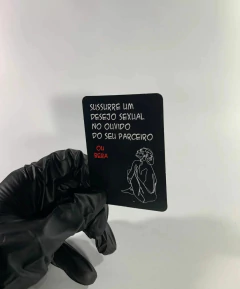 SUSSURRE UM
DESEJO SEXUAL
NO OUVIDO
DO SEU PARCEIRO
OU
BEBA